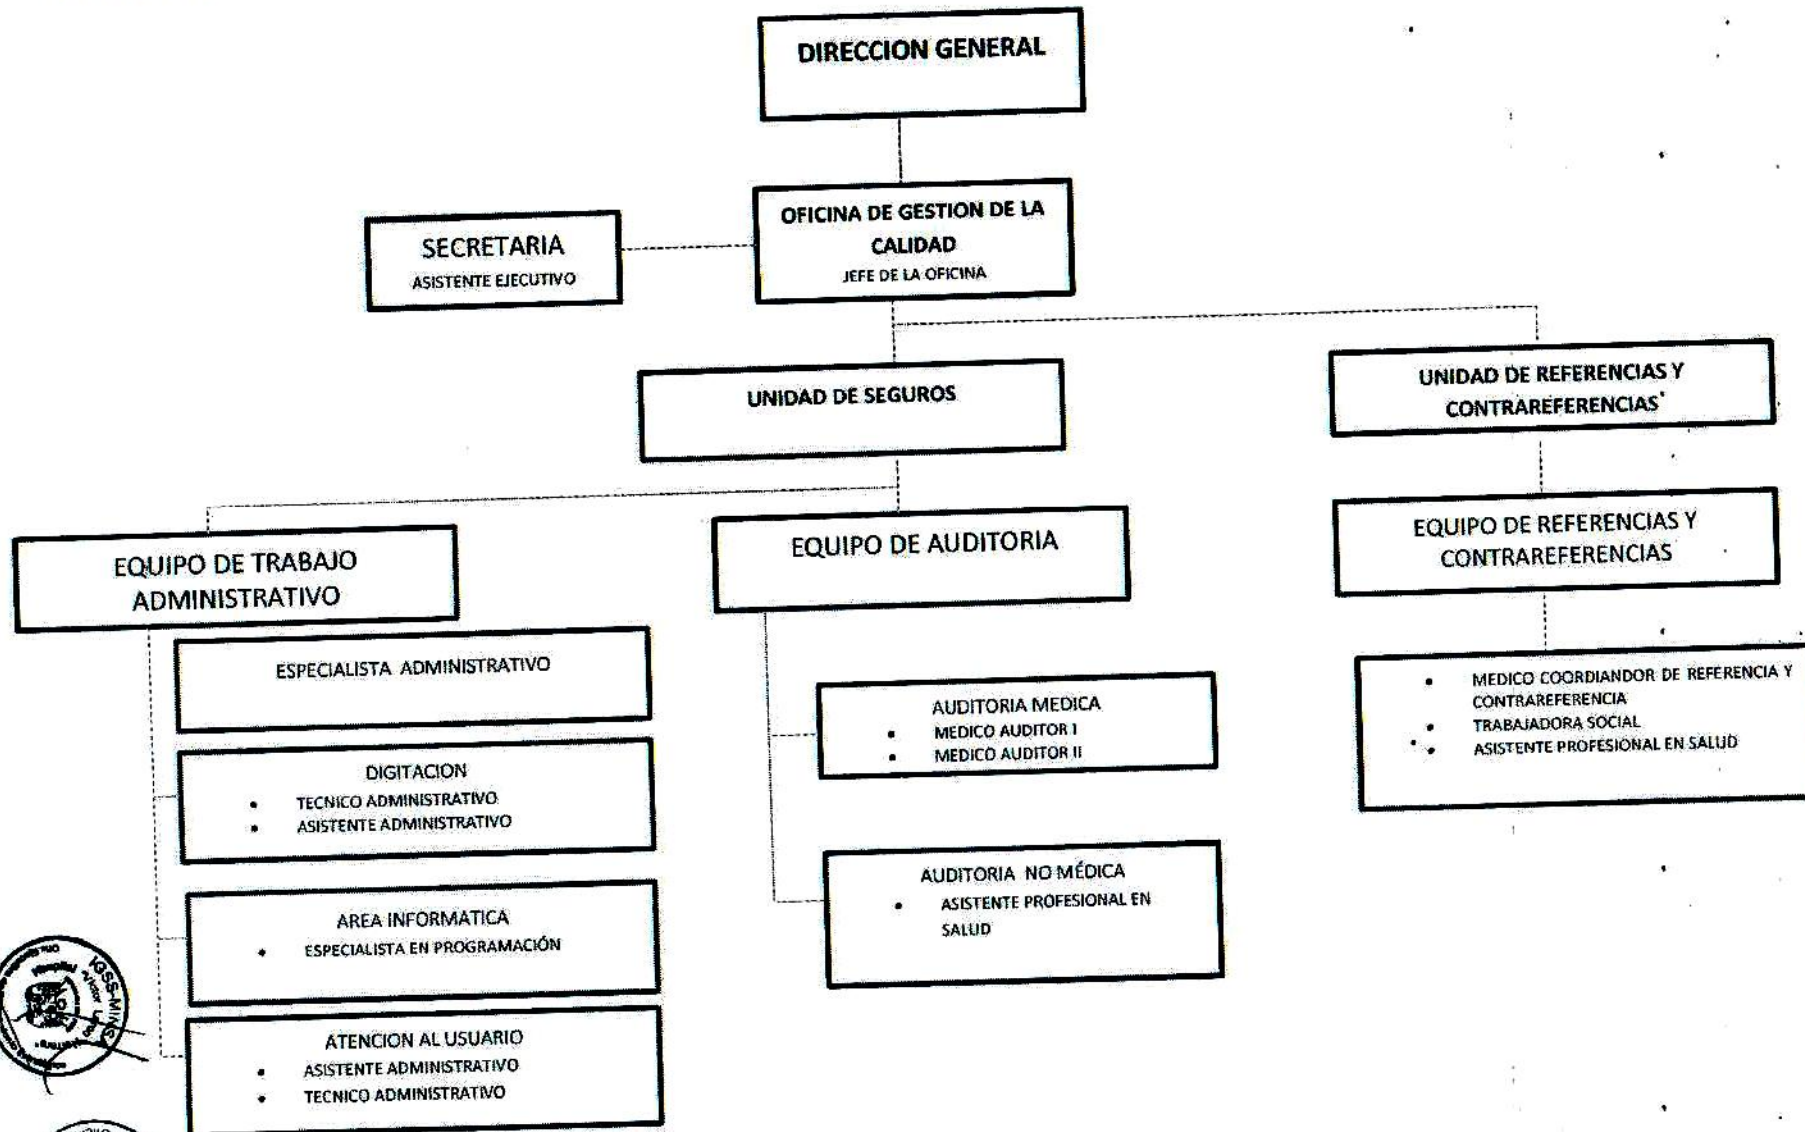 DIRECCION GENERAL
OFICINA DE GESTION DE LA
CALIDAD
JEFE DE LA OFICINA
SECRETARIA
ASISTENTE EJECUTIVO
UNIDAD DE SEGUROS
UNIDAD DE REFERENCIAS Y
CONTRAREFERENCIAS
EQUIPO DE TRABAJO
ADMINISTRATIVO
EQUIPO DE AUDITORIA
EQUIPO DE REFERENCIAS Y
CONTRAREFERENCIAS
ESPECIALISTA ADMINISTRATIVO
DIGITACION
• TECNICO ADMINISTRATIVO
• ASISTENTE ADMINISTRATIVO
AREA INFORMATICA
• ESPECIALISTA EN PROGRAMACIÓN
ATENCION AL USUARIO
• ASISTENTE ADMINISTRATIVO
• TECNICO ADMINISTRATIVO
AUDITORIA MEDICA
• MEDICO AUDITOR I
• MEDICO AUDITOR II
AUDITORIA NO MÉDICA
• ASISTENTE PROFESIONAL EN
SALUD
• MEDICO COORDIANDOR DE REFERENCIA Y
CONTRAREFERENCIA
• TRABAJADORA SOCIAL
• ASISTENTE PROFESIONAL EN SALUD
IGSS-MINSA
Hospital